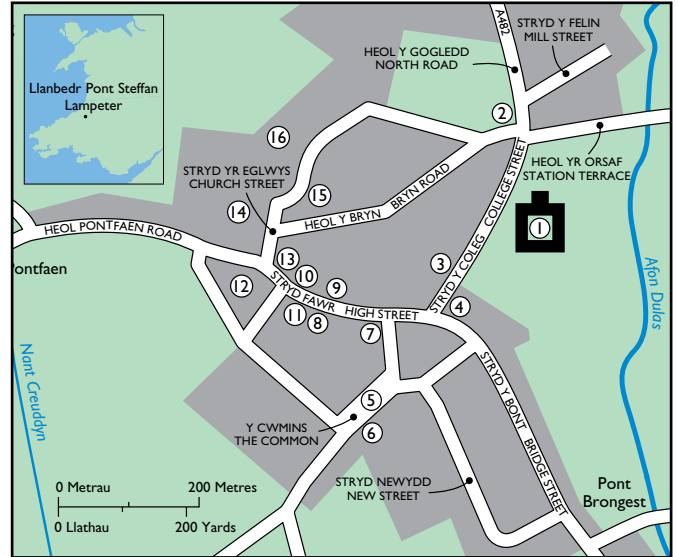 Llanbedr Pont Steffan
Lampeter
A482
STRYD Y FELIN
MILL STREET
HEOL Y GOGLEDD
NORTH ROAD
2
16
HEOL YR ORSAF
STATION TERRACE
STRYD YR EGLWYS
CHURCH STREET
15
14
HEOL Y BRYN BRYN ROAD
STRYD Y COLEG COLLEGE STREET
1
HEOL PONTFAEN ROAD
ontfaen
13
3
10
9
12
STRYD FAWR HIGH STREET
11
8
7
4
Afon Dulas
Nant Creuddyn
5
6
Y CWMINS
THE COMMON
STRYD Y BONT BRIDGE STREET
STRYD NEWYDD
NEW STREET
Pont
Brongest
0 Metrau 200 Metres
0 Llathau 200 Yards